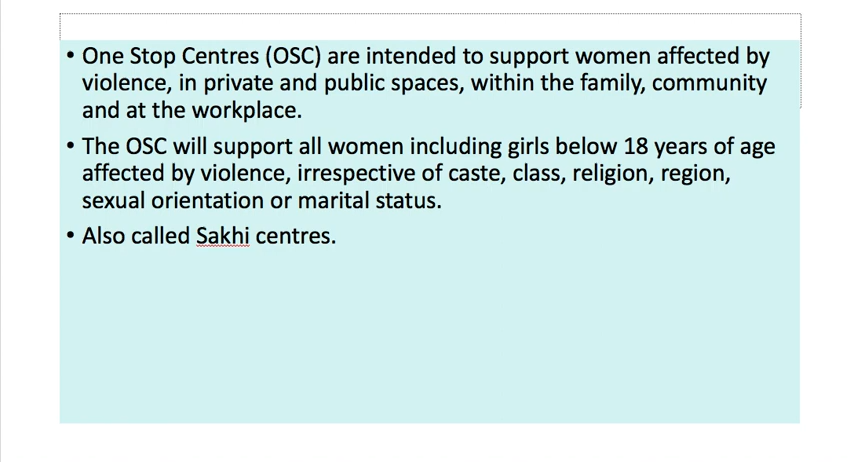 • One Stop Centres (OSC) are intended to support women affected by
violence, in private and public spaces, within the family, community
and at the workplace.
• The OSC will support all women including girls below 18 years of age
affected by violence, irrespective of caste, class, religion, region,
sexual orientation or marital status.
• Also called Sakhi centres.